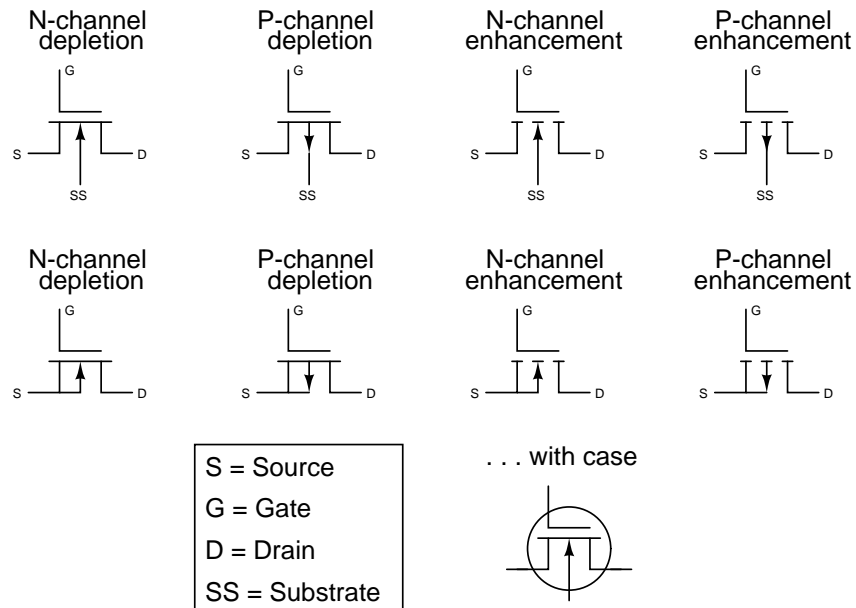 N-channel depletion
P-channel depletion
N-channel enhancement
P-channel enhancement
G
G
G
G
S
D
S
D
S
D
S
D
SS
SS
SS
SS
N-channel depletion
P-channel depletion
N-channel enhancement
P-channel enhancement
G
G
G
G
S
D
S
D
S
D
S
D
S = Source
G = Gate
D = Drain
SS = Substrate
. . . with case